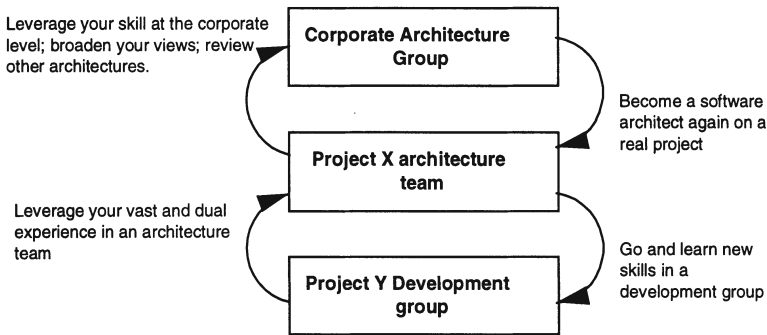 Leverage your skill at the corporate
level; broaden your views; review
other architectures.
Corporate Architecture
Group
Become a software
architect again on a
real project
Project X architecture
team
Leverage your vast and dual
experience in an architecture
team
Go and learn new
skills in a
development group
Project Y Development
group